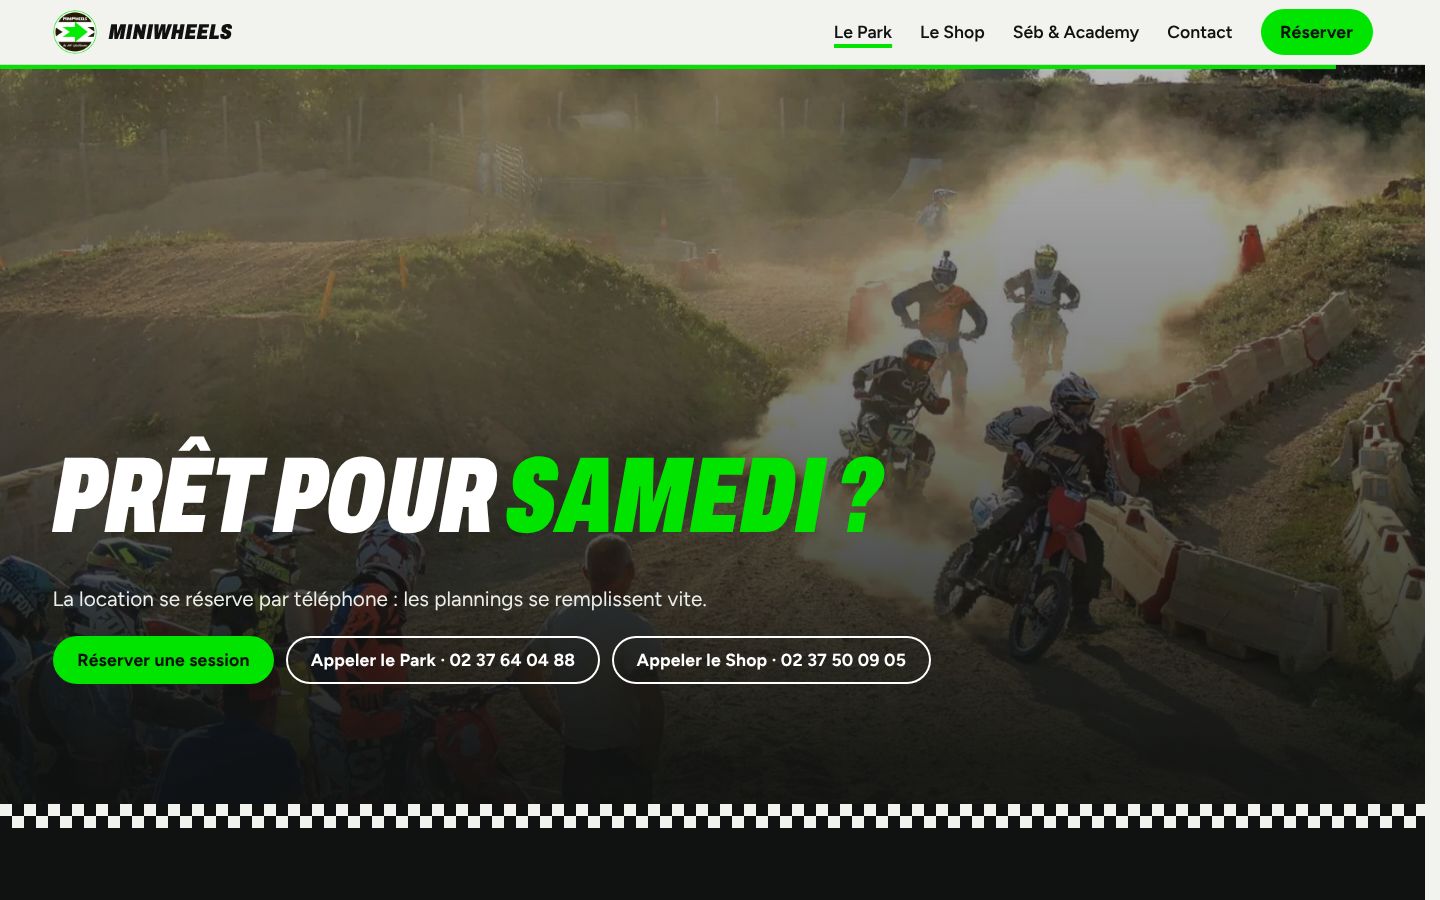 MINIWHEELS
Le Park
Le Shop
Séb & Academy
Contact
Réserver
77
PRÊT POUR SAMEDI ?
La location se réserve par téléphone : les plannings se remplissent vite.
Réserver une session
Appeler le Park · 02 37 64 04 88
Appeler le Shop · 02 37 50 09 05